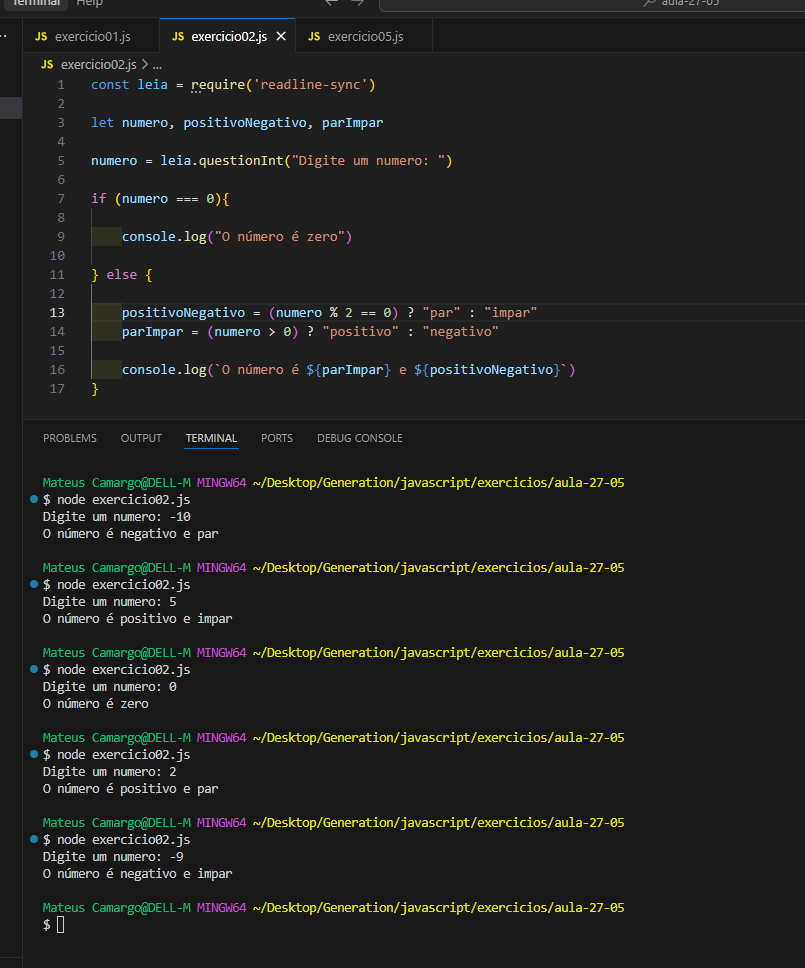 Terminal Help aula-27-05
JS exercicio01.js JS exercicio02.js × JS exercicio05.js
JS exercicio02.js > ...
1 const leia = require('readline-sync')
2
3 let numero, positivoNegativo, parImpar
4
5 numero = leia.questionInt("Digite um numero: ")
6
7 if (numero === 0){
8
9 console.log("O número é zero")
10
11 } else {
12
13 positivoNegativo = (numero % 2 == 0) ? "par" : "impar"
14 parImpar = (numero > 0) ? "positivo" : "negativo"
15
16 console.log(`O número é ${parImpar} e ${positivoNegativo}`)
17 }
PROBLEMS OUTPUT TERMINAL PORTS DEBUG CONSOLE
Mateus Camargo@DELL-M MINGW64 ~/Desktop/Generation/javascript/exercicios/aula-27-05
$ node exercicio02.js
Digite um numero: -10
O número é negativo e par
Mateus Camargo@DELL-M MINGW64 ~/Desktop/Generation/javascript/exercicios/aula-27-05
$ node exercicio02.js
Digite um numero: 5
O número é positivo e impar
Mateus Camargo@DELL-M MINGW64 ~/Desktop/Generation/javascript/exercicios/aula-27-05
$ node exercicio02.js
Digite um numero: 0
O número é zero
Mateus Camargo@DELL-M MINGW64 ~/Desktop/Generation/javascript/exercicios/aula-27-05
$ node exercicio02.js
Digite um numero: 2
O número é positivo e par
Mateus Camargo@DELL-M MINGW64 ~/Desktop/Generation/javascript/exercicios/aula-27-05
$ node exercicio02.js
Digite um numero: -9
O número é negativo e impar
Mateus Camargo@DELL-M MINGW64 ~/Desktop/Generation/javascript/exercicios/aula-27-05
$